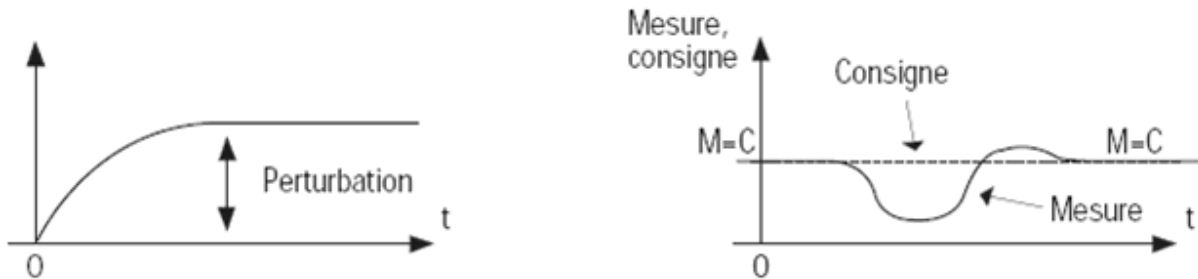 Perturbation
t
0
Mesure,
consigne
Consigne
M=C
M=C
Mesure
t
0